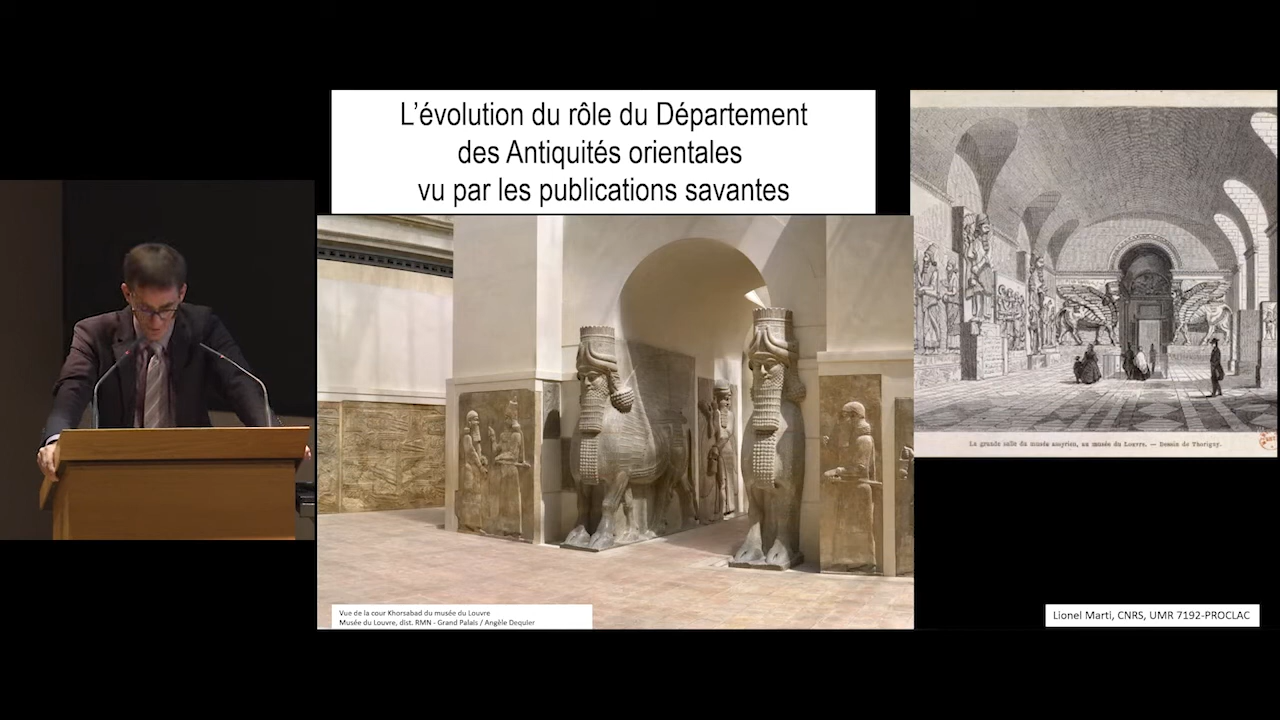 L'évolution du rôle du Département
des Antiquités orientales
vu par les publications savantes
La grande salle du musée assyrien, au musée du Louvre. — Dessin de Thorigny.
Vue de la cour Khorsabad du musée du Louvre
Musée du Louvre, dist. RMN - Grand Palais / Angèle Dequier
Lionel Marti, CNRS, UMR 7192-PROCLAC